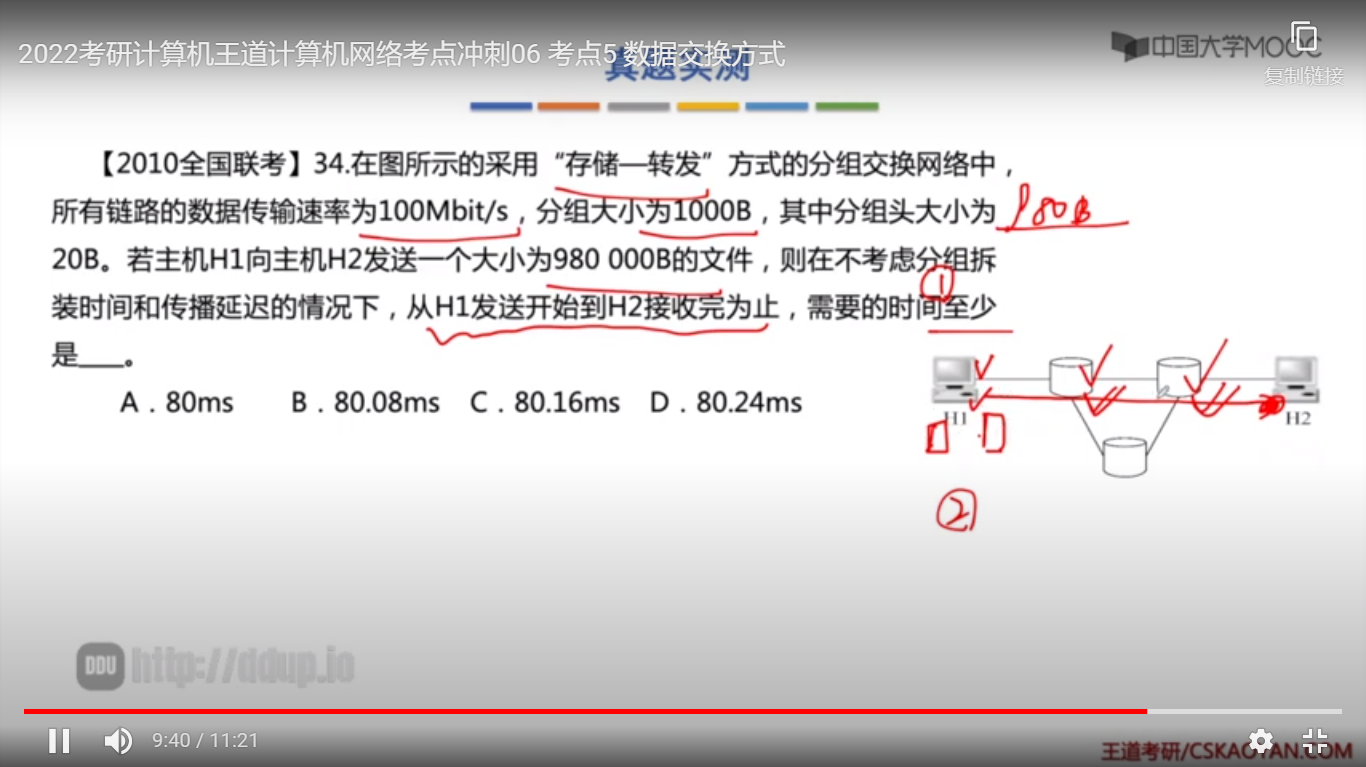 2022考研计算机王道计算机网络考点冲刺06 考点5 数据交换方式
真题实测
中国大学MOOC
复制链接
【2010全国联考】34.在图所示的采用“存储—转发”方式的分组交换网络中，
所有链路的数据传输速率为100Mbit/s，分组大小为1000B，其中分组头大小为
980B
20B。若主机H1向主机H2发送一个大小为980 000B的文件，则在不考虑分组拆
装时间和传播延迟的情况下，从H1发送开始到H2接收完为止，需要的时间至少
①
是___。
A．80ms B．80.08ms C．80.16ms D．80.24ms
H1
H2
②
DDU http://ddup.io
9:40 / 11:21
王道考研/CSKAOYAN.COM